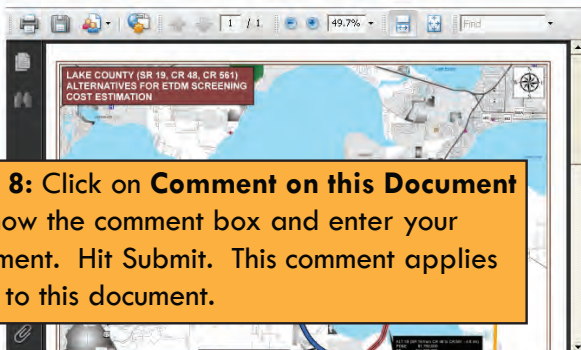 1 / 1
49.7%
Find
LAKE COUNTY (SR 19, CR 48, CR 561)
ALTERNATIVES FOR ETDM SCREENING
COST ESTIMATION
8: Click on Comment on this Document
ow the comment box and enter your
ment. Hit Submit. This comment applies
to this document.